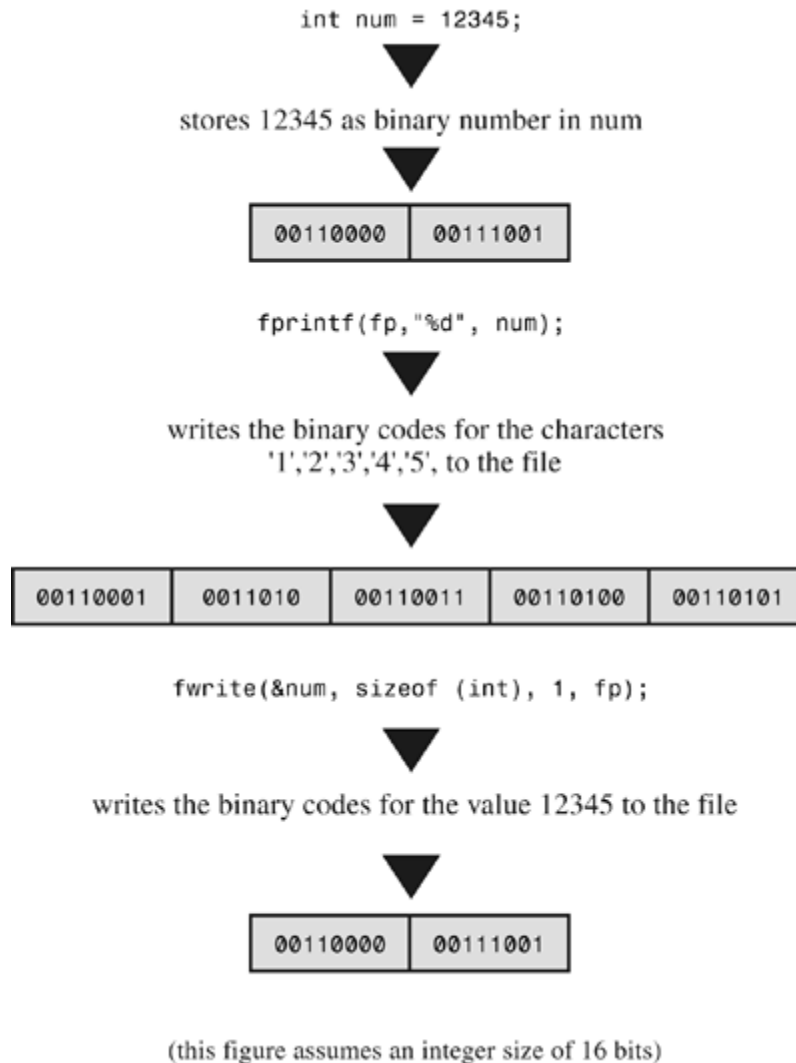 int num = 12345;
stores 12345 as binary number in num
00110000 00111001
fprintf(fp,"%d", num);
writes the binary codes for the characters
'1','2','3','4','5', to the file
00110001 0011010 00110011 00110100 00110101
fwrite(&num, sizeof (int), 1, fp);
writes the binary codes for the value 12345 to the file
00110000 00111001
(this figure assumes an integer size of 16 bits)